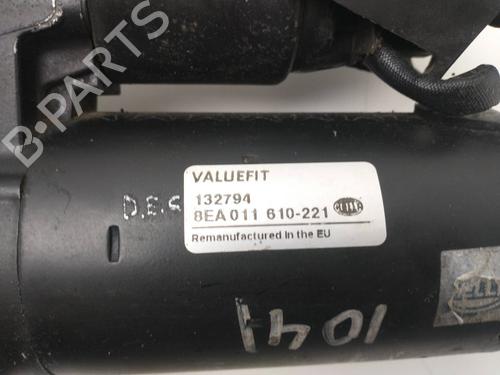 B-PARTS
VALUEFIT
132794
8EA 011 610-221 HELLA
Remanufactured in the EU
D.E.C
1041